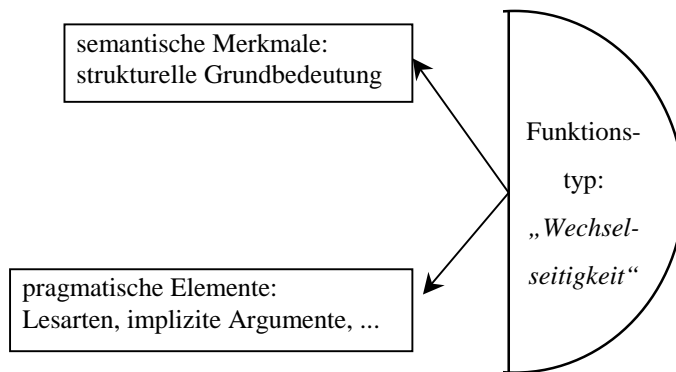 semantische Merkmale:
strukturelle Grundbedeutung
Funktions-
typ:
„Wechsel-
seitigkeit“
pragmatische Elemente:
Lesarten, implizite Argumente, ...